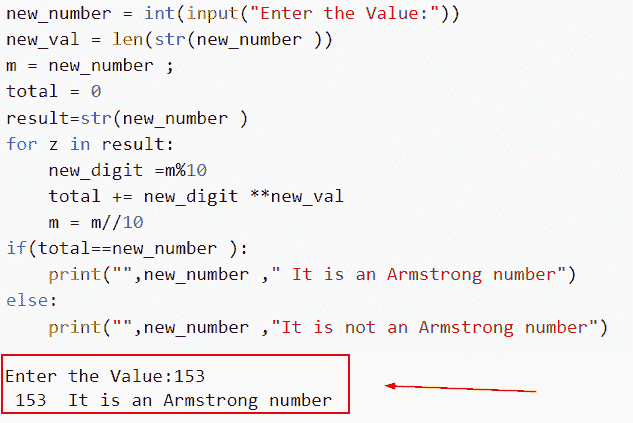 new_number = int(input("Enter the Value:"))
new_val = len(str(new_number ))
m = new_number ;
total = 0
result=str(new_number )
for z in result:
    new_digit =m%10
    total += new_digit **new_val
    m = m//10
if(total==new_number ):
    print("",new_number ," It is an Armstrong number")
else:
    print("",new_number ,"It is not an Armstrong number")
Enter the Value:153
 153  It is an Armstrong number